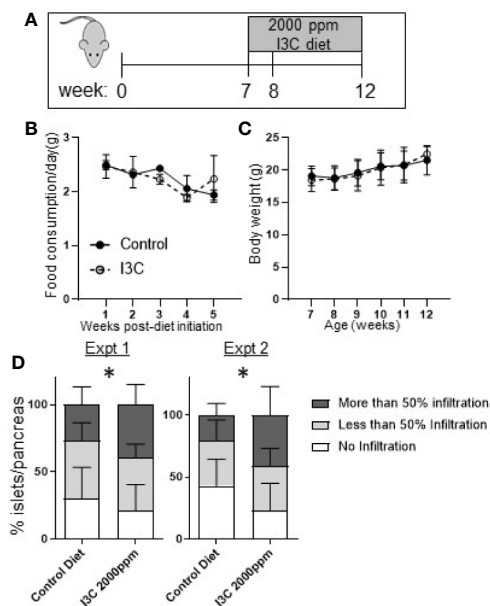 A
2000 ppm
I3C diet
week: 0 7 8 12
B
Food consumption/day(g)
3
2
1
0
Control
I3C
1 2 3 4 5
Weeks post-diet initiation
C
Body weight (g)
25
20
15
10
5
0
7 8 9 10 11 12
Age (weeks)
D
Expt 1
*
% islets/pancreas
100
50
0
Control Diet
I3C 2000ppm
Expt 2
*
100
50
0
Control Diet
I3C 2000ppm
More than 50% infiltration
Less than 50% Infiltration
No Infiltration